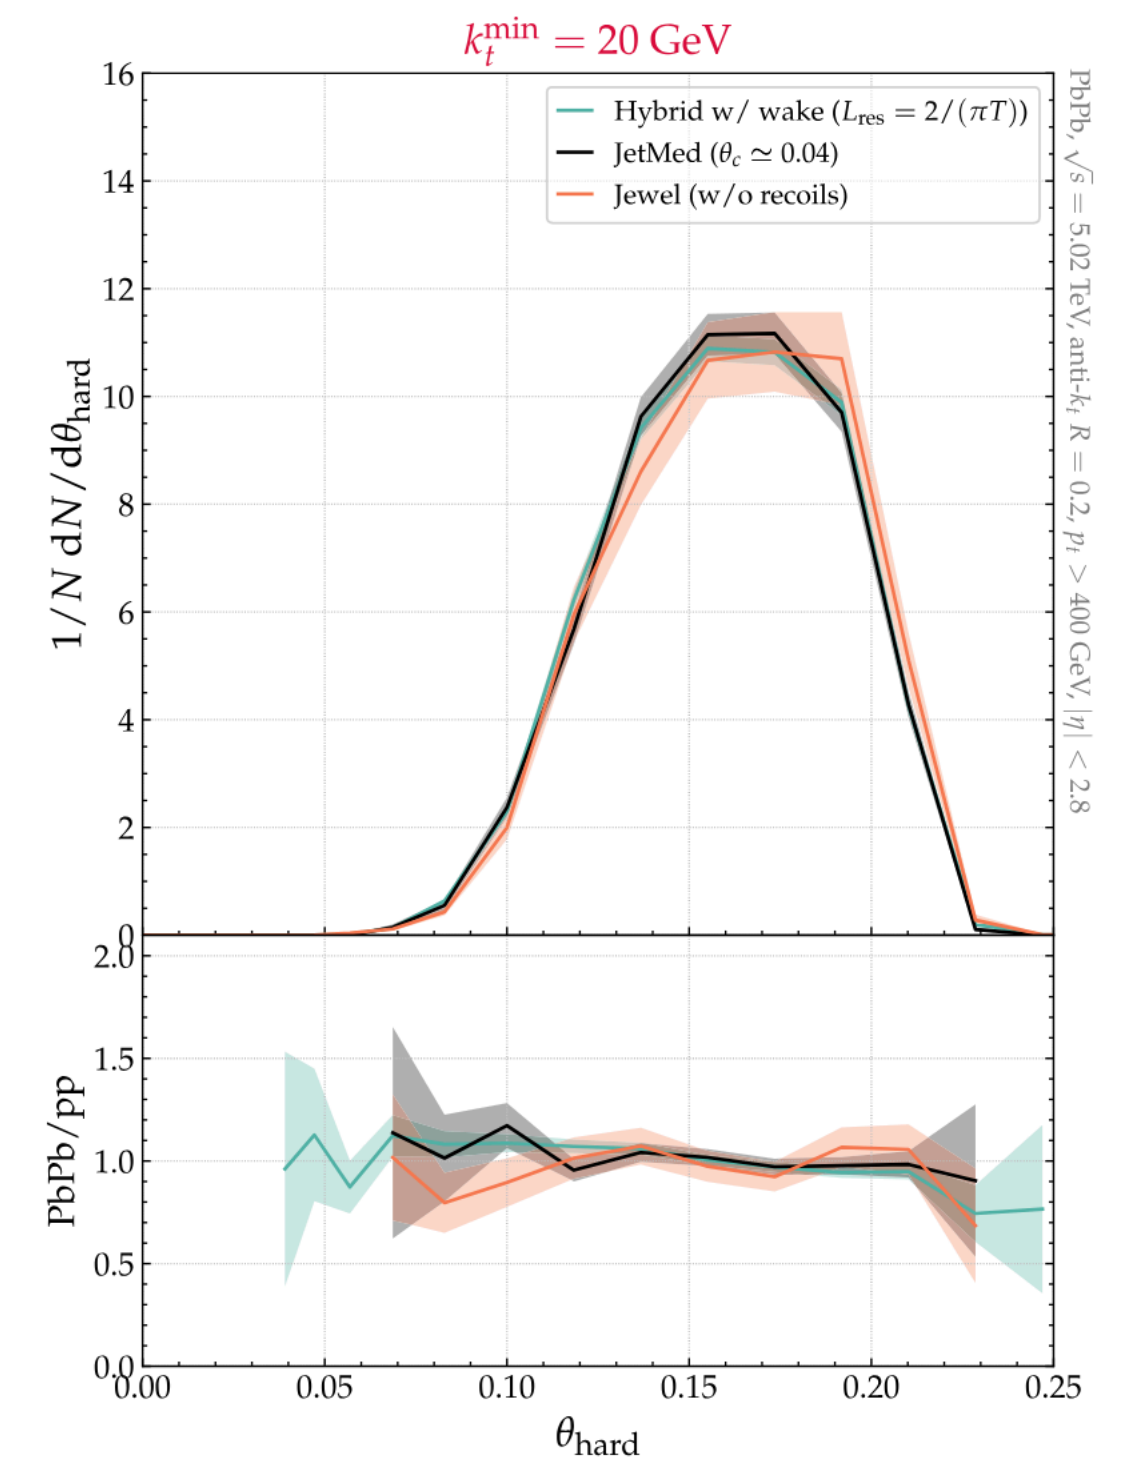 k_t^min = 20 GeV
16
14
12
10
8
6
4
2
0
1/N dN/dθ_hard
Hybrid w/ wake (L_res = 2/(πT))
JetMed (θ_c ≃ 0.04)
Jewel (w/o recoils)
PbPb, √s = 5.02 TeV, anti-k_t R = 0.2, p_t > 400 GeV, |η| < 2.8
2.0
1.5
1.0
0.5
0.0
PbPb/pp
0.00 0.05 0.10 0.15 0.20 0.25
θ_hard